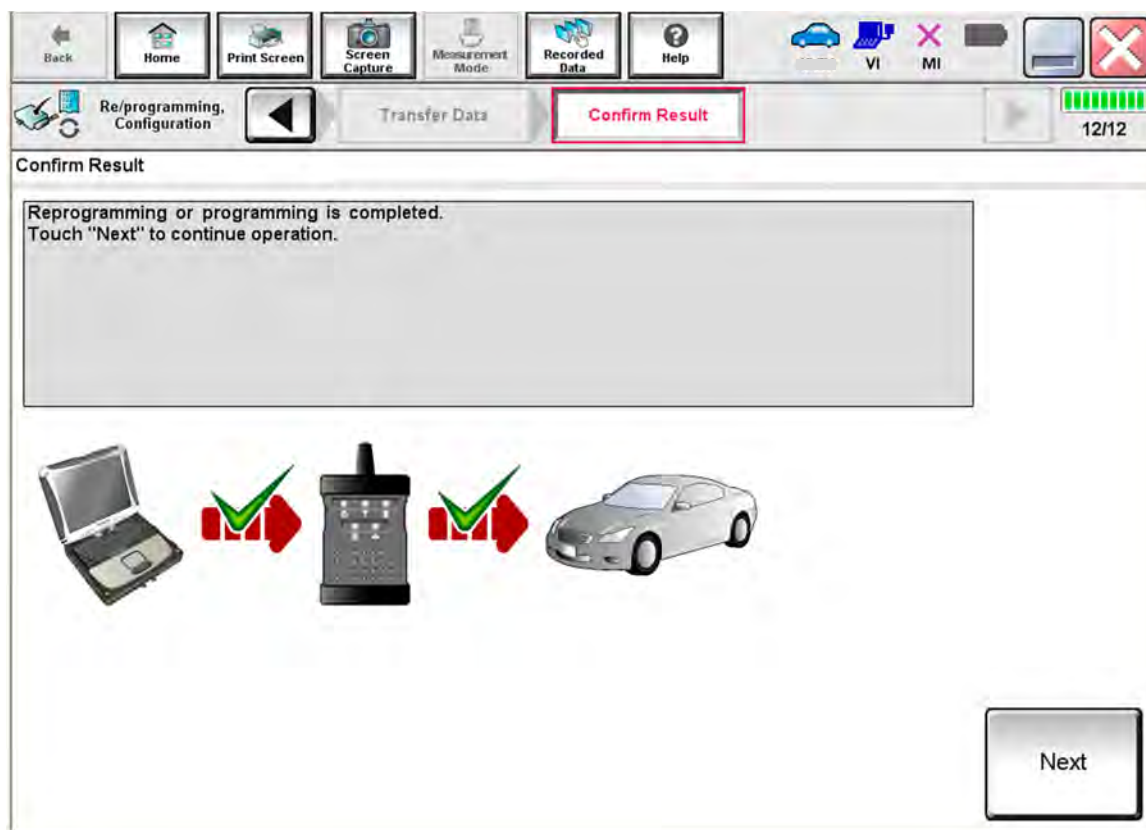 Back
Home
Print Screen
Screen
Capture
Measurement
Mode
Recorded
Data
Help
VI
MI
Re/programming,
Configuration
Transfer Data
Confirm Result
12/12
Confirm Result
Reprogramming or programming is completed.
Touch "Next" to continue operation.
Next